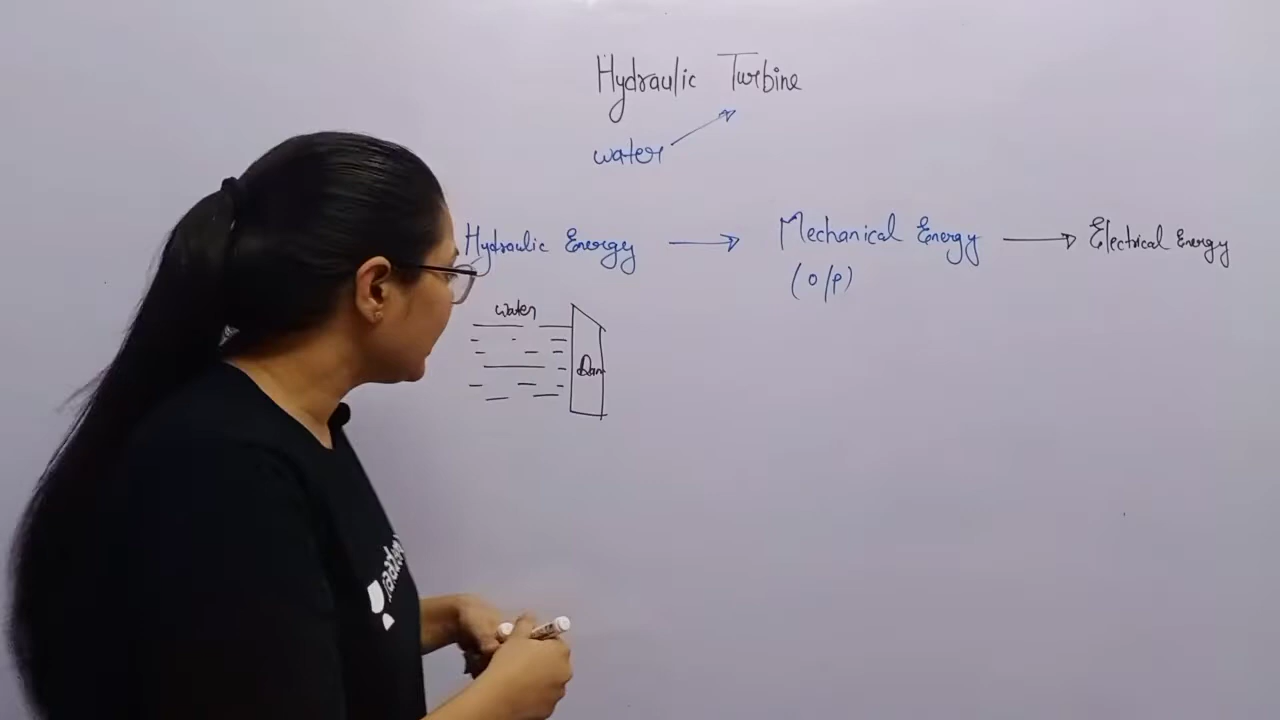 Hydraulic Turbine
water
Hydraulic Energy → Mechanical Energy → Electrical Energy
(O/P)
water
Dam